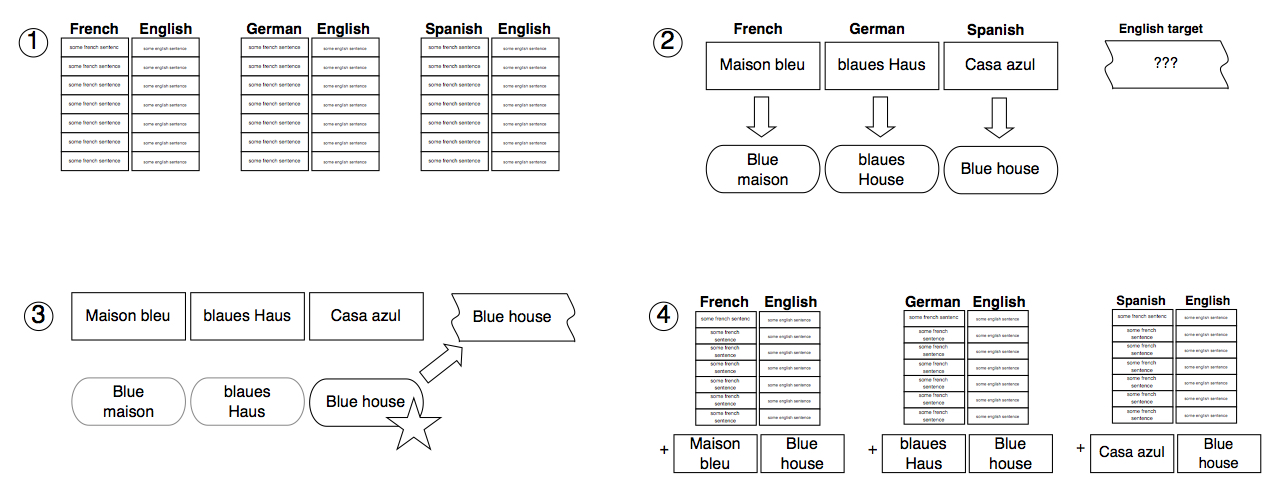 1
French English German English Spanish English
some french sentenc some english sentence some french sentence some english sentence some french sentence some english sentence
some french sentence some english sentence some french sentence some english sentence some french sentence some english sentence
some french sentence some english sentence some french sentence some english sentence some french sentence some english sentence
some french sentence some english sentence some french sentence some english sentence some french sentence some english sentence
some french sentence some english sentence some french sentence some english sentence some french sentence some english sentence
some french sentence some english sentence some french sentence some english sentence some french sentence some english sentence
some french sentence some english sentence some french sentence some english sentence some french sentence some english sentence
2
French German Spanish English target
Maison bleu blaues Haus Casa azul ???
Blue maison
blaues House
Blue house
3
Maison bleu blaues Haus Casa azul Blue house
Blue maison
blaues Haus
Blue house
4
French English German English Spanish English
some french sentenc some english sentence some french sentenc some english sentence some french sentenc some english sentence
some french sentence some english sentence some french sentence some english sentence some french sentence some english sentence
some french sentence some english sentence some french sentence some english sentence some french sentence some english sentence
some french sentence some english sentence some french sentence some english sentence some french sentence some english sentence
some french sentence some english sentence some french sentence some english sentence some french sentence some english sentence
some french sentence some english sentence some french sentence some english sentence some french sentence some english sentence
some french sentence some english sentence some french sentence some english sentence some french sentence some english sentence
+ Maison bleu Blue house + blaues Haus Blue house + Casa azul Blue house